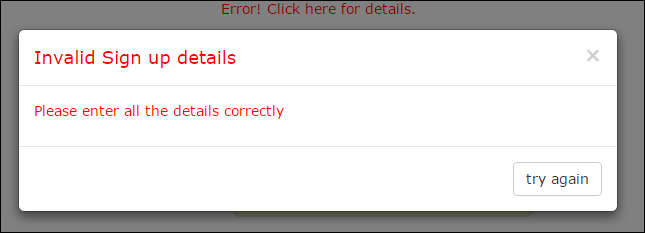 Error! Click here for details.
Invalid Sign up details
×
Please enter all the details correctly
try again